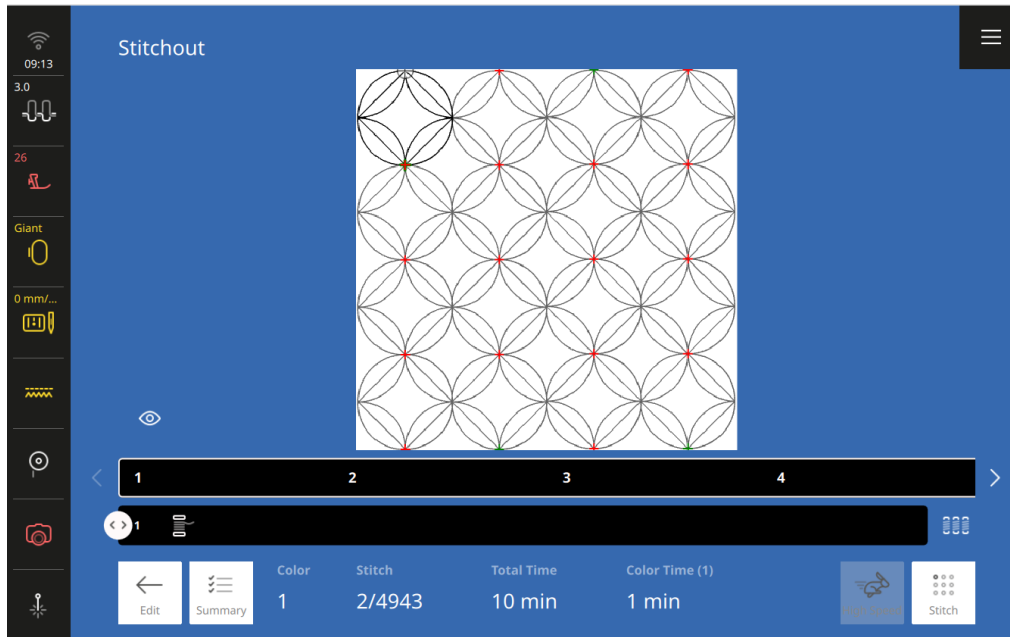 Stitchout
09:13
3.0
26
Giant
0 mm/...
1 2 3 4
1
Color Stitch Total Time Color Time (1)
1 2/4943 10 min 1 min
Edit Summary Stitch